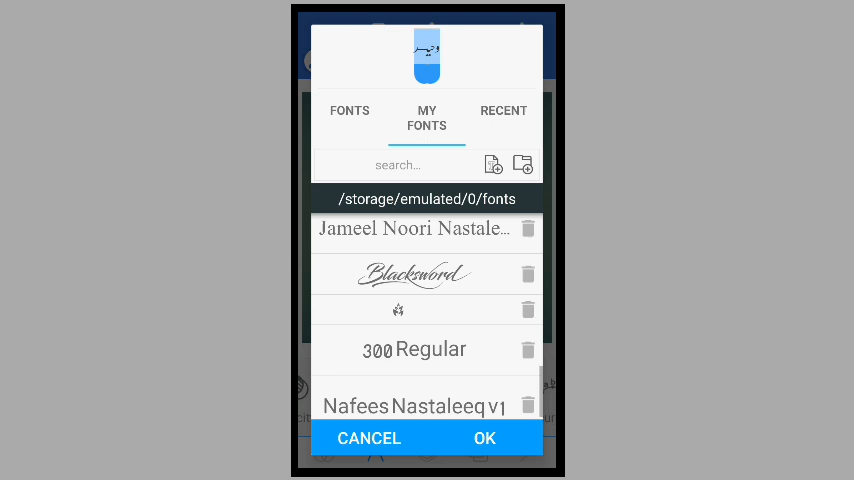 وحید
FONTS
MY FONTS
RECENT
search...
/storage/emulated/0/fonts
Jameel Noori Nastale...
Blacksword
300 Regular
Nafees Nastaleeq v1
CANCEL
OK